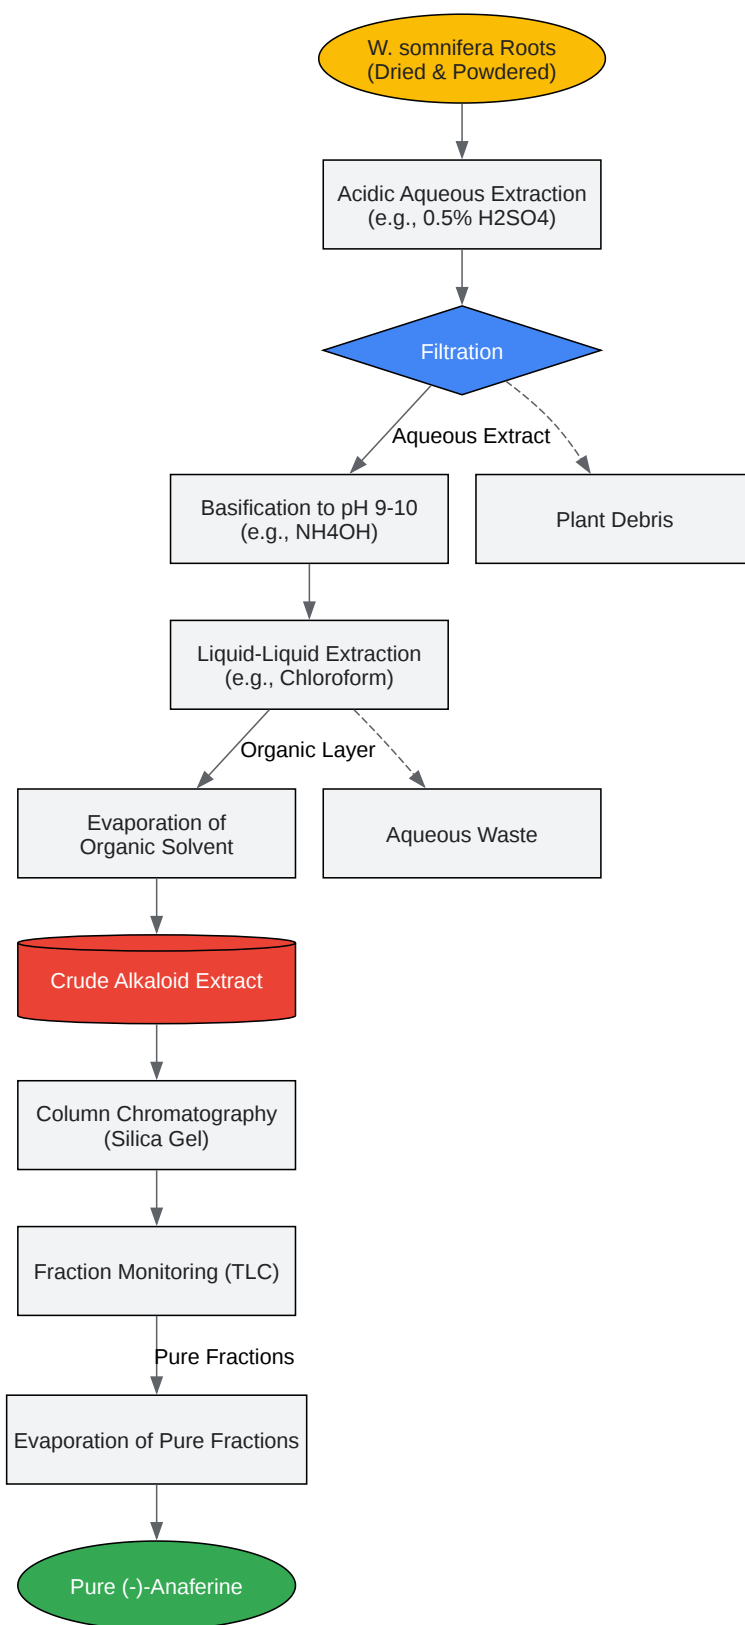 W. somnifera Roots
(Dried & Powdered)
Acidic Aqueous Extraction
(e.g., 0.5% H2SO4)
Filtration
Aqueous Extract
Basification to pH 9-10
(e.g., NH4OH)
Plant Debris
Liquid-Liquid Extraction
(e.g., Chloroform)
Organic Layer
Evaporation of
Organic Solvent
Aqueous Waste
Crude Alkaloid Extract
Column Chromatography
(Silica Gel)
Fraction Monitoring (TLC)
Pure Fractions
Evaporation of Pure Fractions
Pure (-)-Anaferine